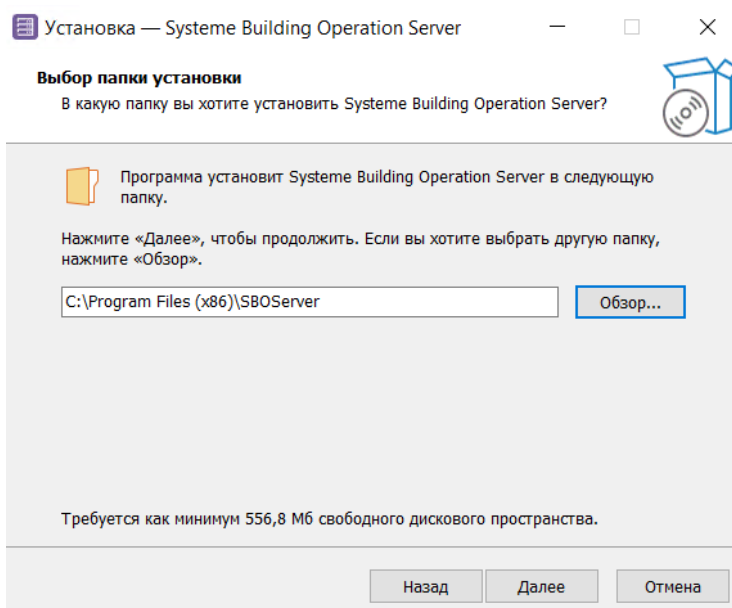 Установка — Systeme Building Operation Server
Выбор папки установки
В какую папку вы хотите установить Systeme Building Operation Server?
Программа установит Systeme Building Operation Server в следующую
папку.
Нажмите «Далее», чтобы продолжить. Если вы хотите выбрать другую папку,
нажмите «Обзор».
C:\Program Files (x86)\SBOServer
Обзор...
Требуется как минимум 556,8 Мб свободного дискового пространства.
Назад
Далее
Отмена